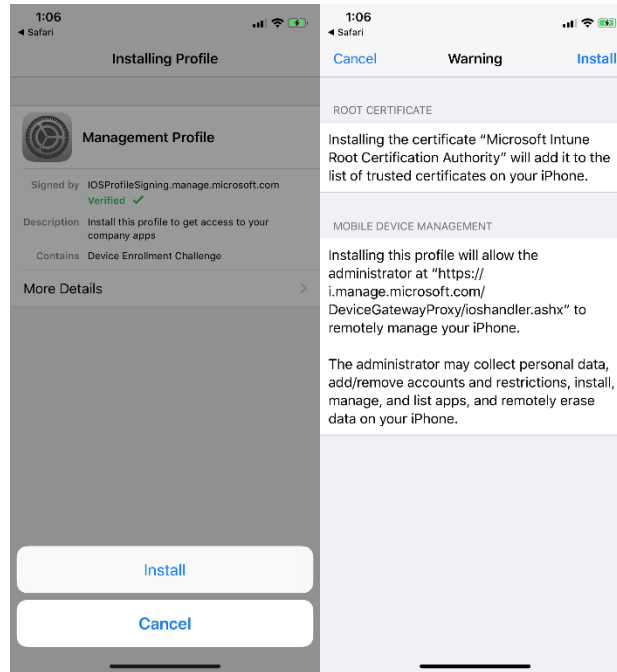 1:06
Safari
Installing Profile
Management Profile
Signed by IOSProfileSigning.manage.microsoft.com
Verified ✓
Description Install this profile to get access to your
company apps
Contains Device Enrollment Challenge
More Details
Install
Cancel
1:06
Safari
Cancel Warning Install
ROOT CERTIFICATE
Installing the certificate “Microsoft Intune
Root Certification Authority” will add it to the
list of trusted certificates on your iPhone.
MOBILE DEVICE MANAGEMENT
Installing this profile will allow the
administrator at “https://
i.manage.microsoft.com/
DeviceGatewayProxy/ioshandler.ashx” to
remotely manage your iPhone.
The administrator may collect personal data,
add/remove accounts and restrictions, install,
manage, and list apps, and remotely erase
data on your iPhone.